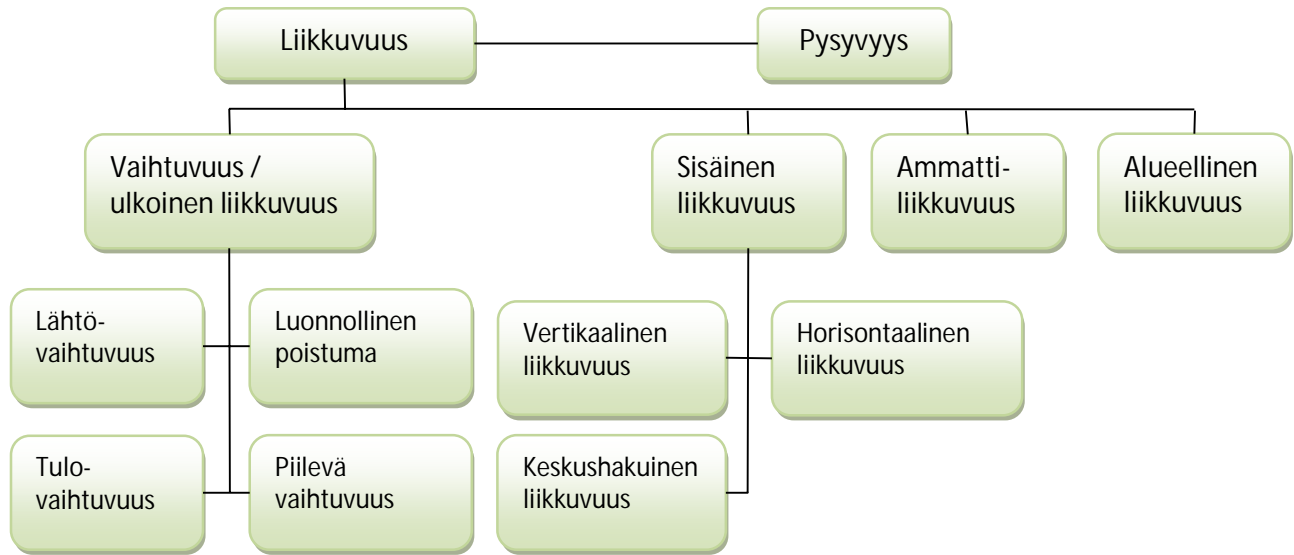 Liikkuvuus
Pysyvyys
Vaihtuvuus /
ulkoinen liikkuvuus
Sisäinen
liikkuvuus
Ammatti-
liikkuvuus
Alueellinen
liikkuvuus
Lähtö-
vaihtuvuus
Luonnollinen
poistuma
Vertikaalinen
liikkuvuus
Horisontaalinen
liikkuvuus
Tulo-
vaihtuvuus
Piilevä
vaihtuvuus
Keskushakuinen
liikkuvuus